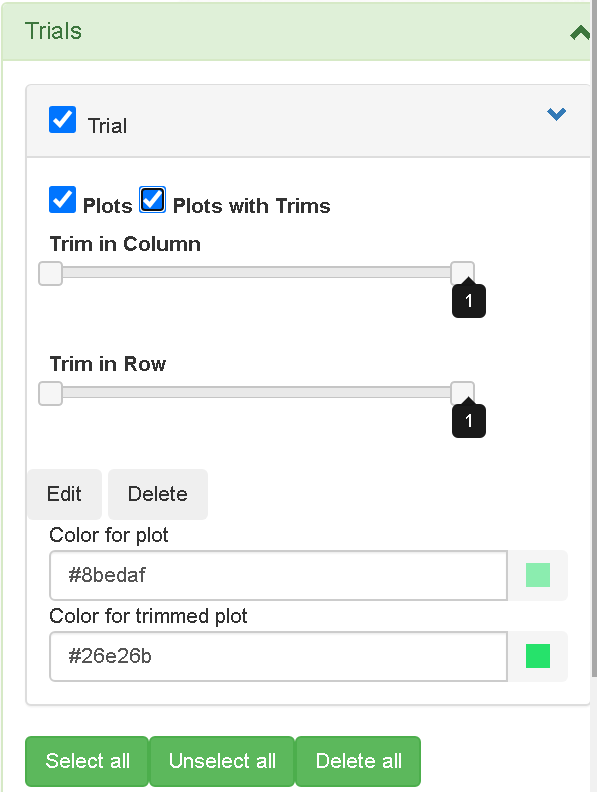 Trials
Trial
Plots Plots with Trims
Trim in Column
1
Trim in Row
1
Edit Delete
Color for plot
#8bedaf
Color for trimmed plot
#26e26b
Select all Unselect all Delete all